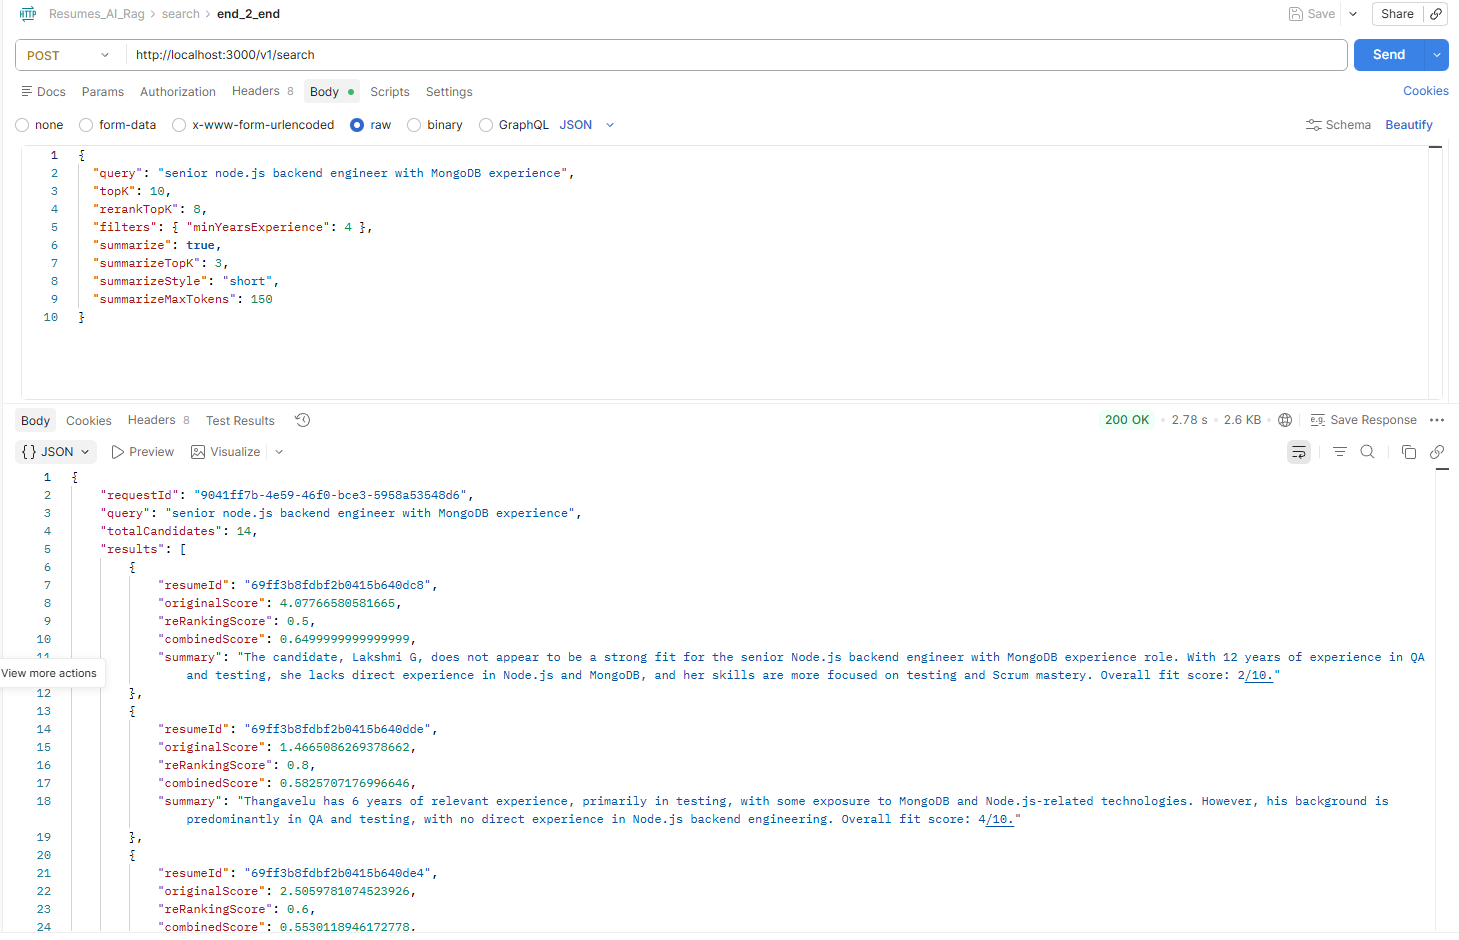 HTTP Resumes_AI_Rag > search > end_2_end Save Share
POST http://localhost:3000/v1/search Send
Docs Params Authorization Headers 8 Body Scripts Settings Cookies
none form-data x-www-form-urlencoded raw binary GraphQL JSON Schema Beautify
1 {
2 "query": "senior node.js backend engineer with MongoDB experience",
3 "topK": 10,
4 "rerankTopK": 8,
5 "filters": { "minYearsExperience": 4 },
6 "summarize": true,
7 "summarizeTopK": 3,
8 "summarizeStyle": "short",
9 "summarizeMaxTokens": 150
10 }
Body Cookies Headers 8 Test Results 200 OK • 2.78 s • 2.6 KB • e.g. Save Response
{} JSON Preview Visualize
1 {
2 "requestId": "9041ff7b-4e59-46f0-bce3-5958a53548d6",
3 "query": "senior node.js backend engineer with MongoDB experience",
4 "totalCandidates": 14,
5 "results": [
6 {
7 "resumeId": "69ff3b8fdbf2b0415b640dc8",
8 "originalScore": 4.07766580581665,
9 "reRankingScore": 0.5,
10 "combinedScore": 0.6499999999999999,
11 "summary": "The candidate, Lakshmi G, does not appear to be a strong fit for the senior Node.js backend engineer with MongoDB experience role. With 12 years of experience in QA
View more actions and testing, she lacks direct experience in Node.js and MongoDB, and her skills are more focused on testing and Scrum mastery. Overall fit score: 2/10."
12 },
13 {
14 "resumeId": "69ff3b8fdbf2b0415b640dde",
15 "originalScore": 1.4665086269378662,
16 "reRankingScore": 0.8,
17 "combinedScore": 0.5825707176996646,
18 "summary": "Thangavelu has 6 years of relevant experience, primarily in testing, with some exposure to MongoDB and Node.js-related technologies. However, his background is
predominantly in QA and testing, with no direct experience in Node.js backend engineering. Overall fit score: 4/10."
19 },
20 {
21 "resumeId": "69ff3b8fdbf2b0415b640de4",
22 "originalScore": 2.5059781074523926,
23 "reRankingScore": 0.6,
24 "combinedScore": 0.5530118946172778,